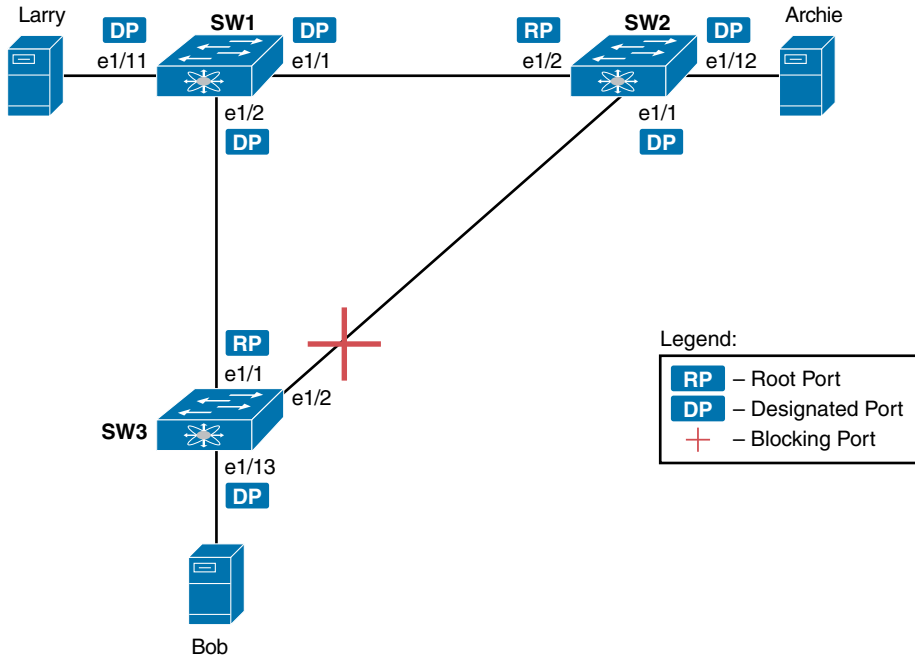 Larry
DP
e1/11
SW1
DP
e1/1
e1/2
DP
RP
e1/2
SW2
DP
e1/12
Archie
e1/1
DP
RP
e1/1
e1/2
SW3
e1/13
DP
Bob
Legend:
RP – Root Port
DP – Designated Port
– Blocking Port